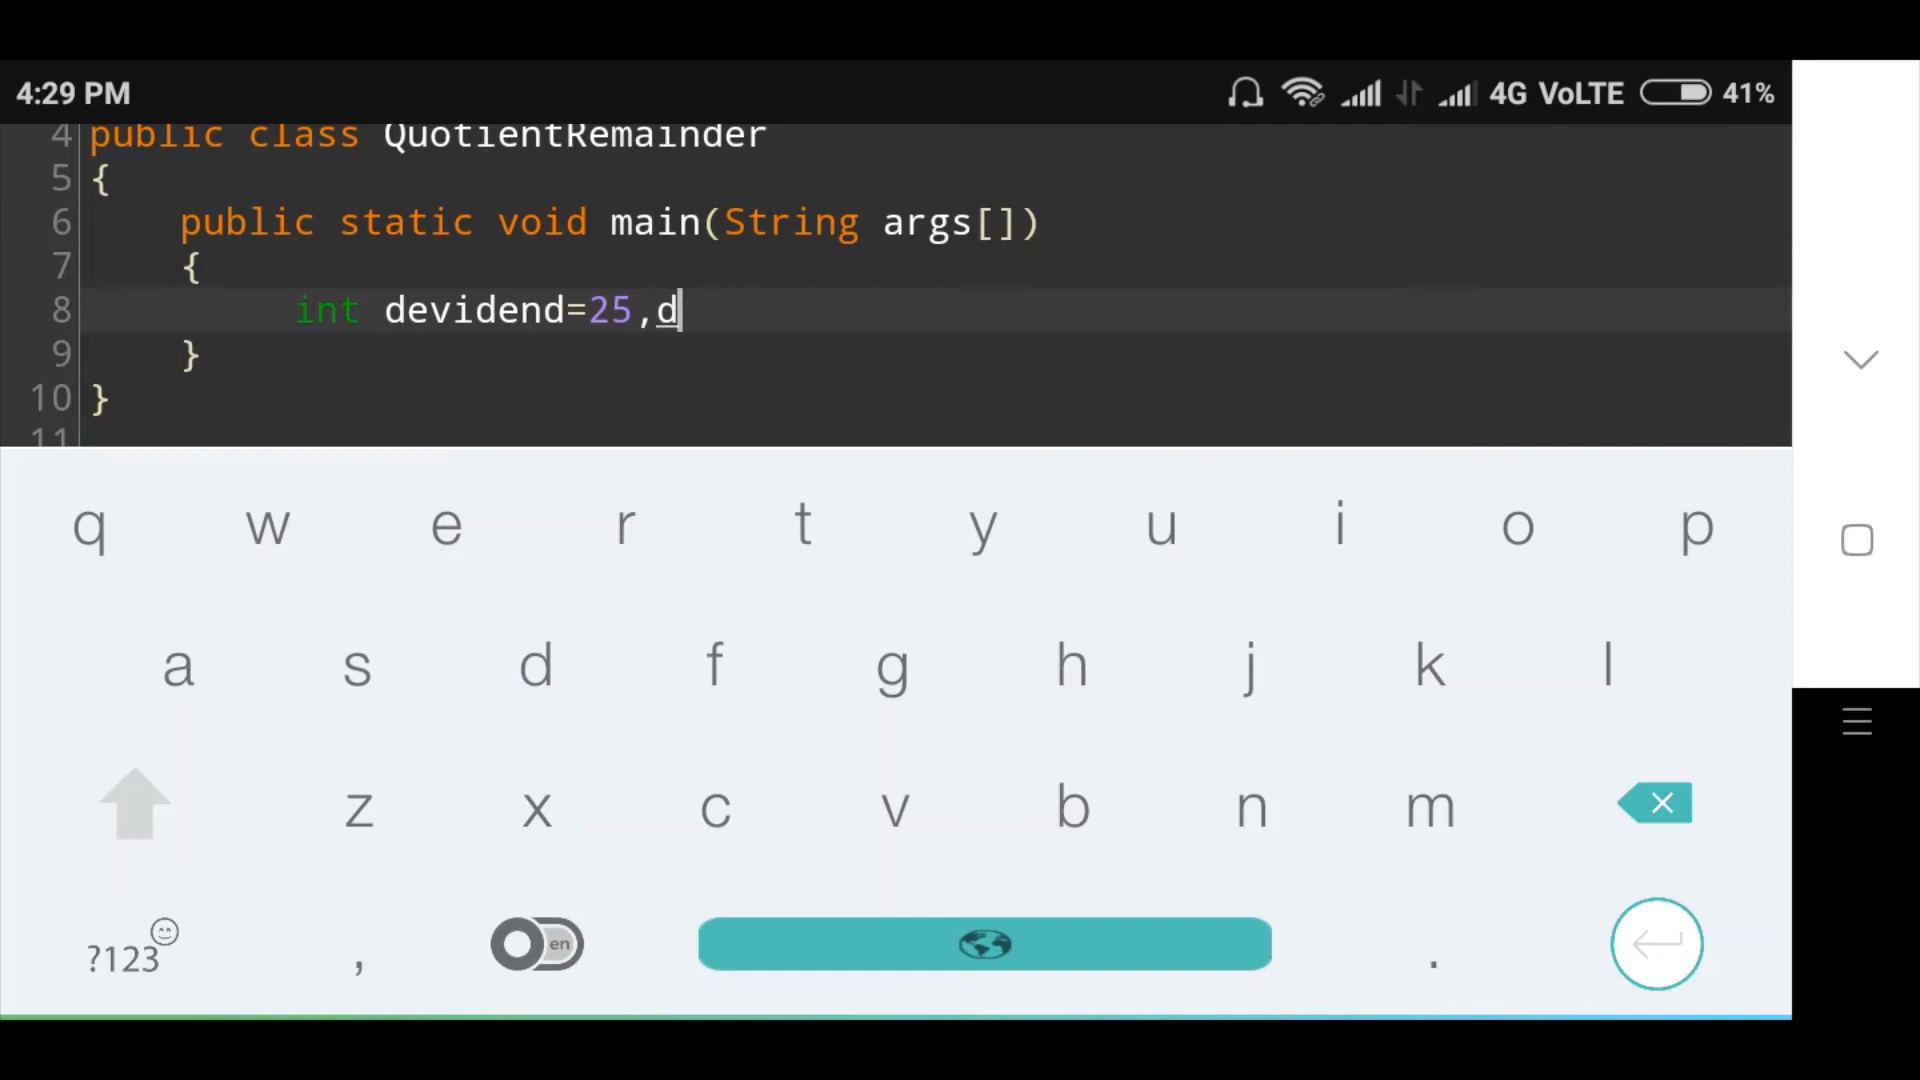 4:29 PM 4G VoLTE 41%
4 public class QuotientRemainder
5 {
6 public static void main(String args[])
7 {
8 int devidend=25,d
9 }
10 }
11
q w e r t y u i o p
a s d f g h j k l
z x c v b n m
?123 , en .